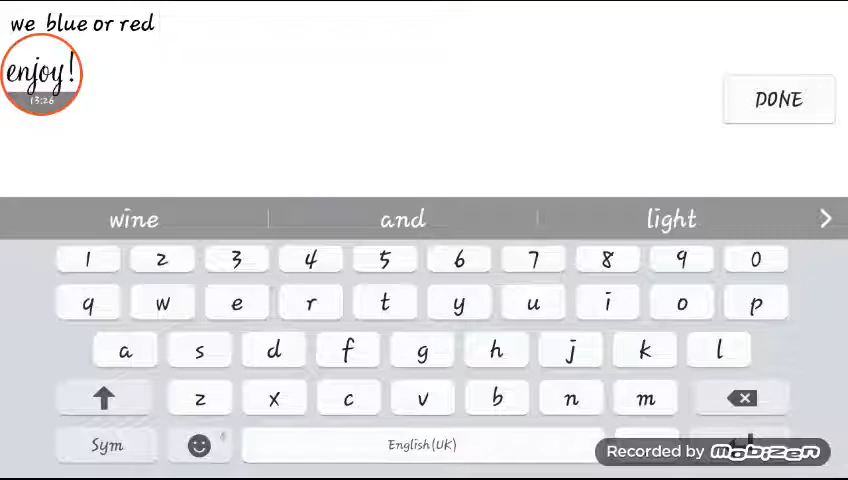 we  blue or red
enjoy!
13:26
DONE
wine and light
1 2 3 4 5 6 7 8 9 0
q w e r t y u i o p
a s d f g h j k l
z x c v b n m
Sym English(UK)
Recorded by mobizen